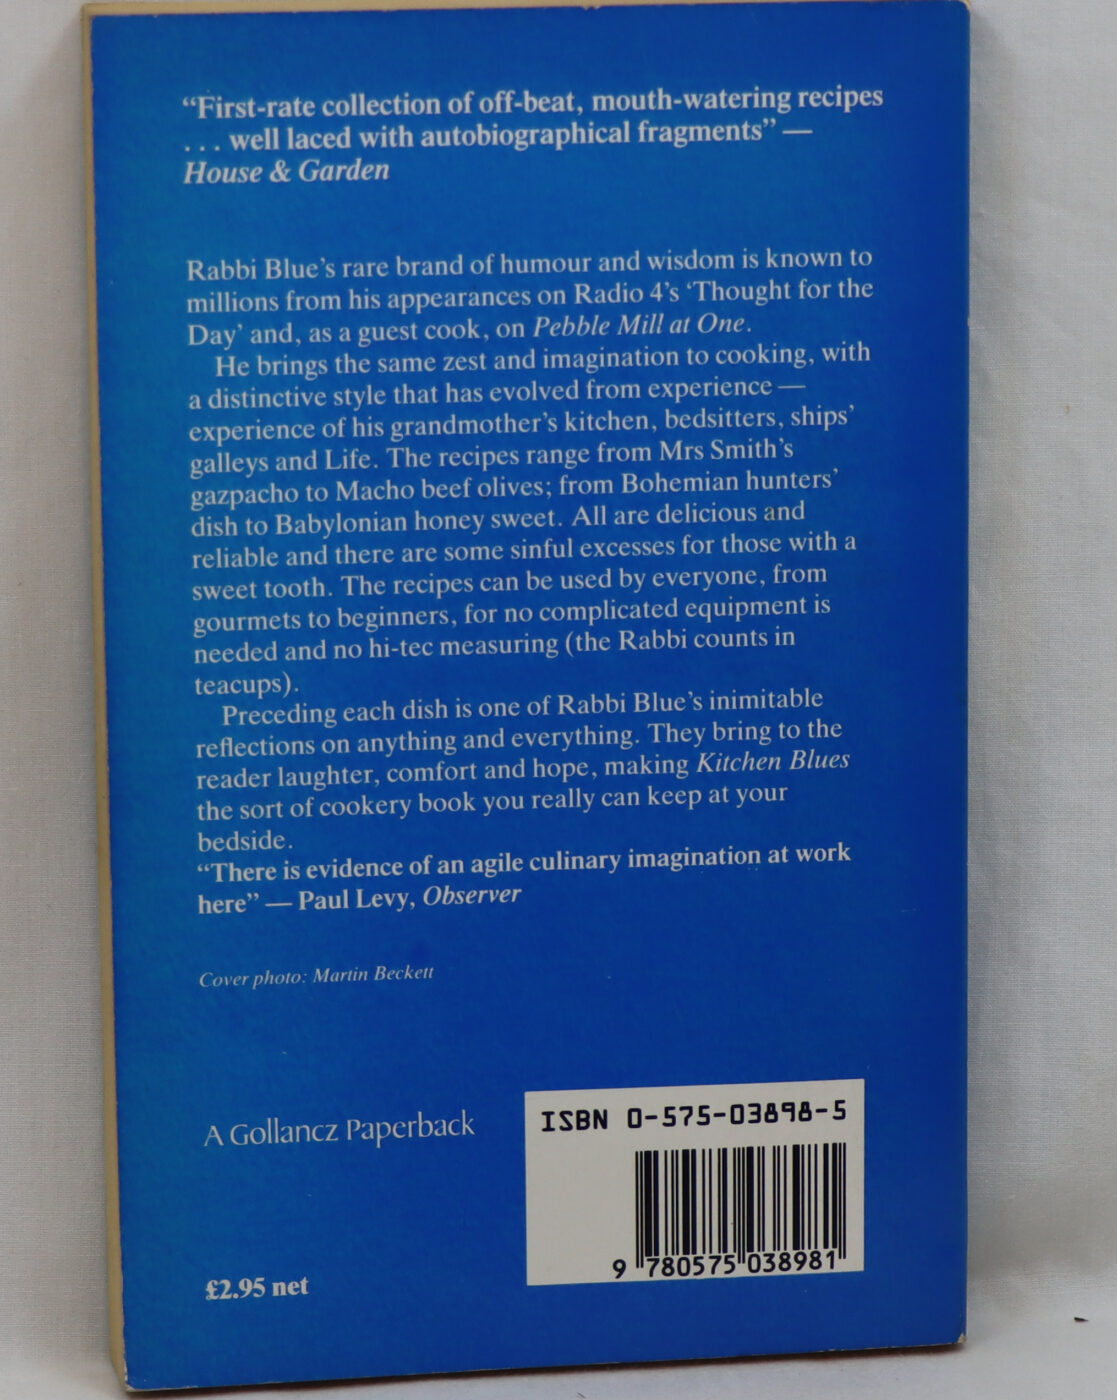 “First-rate collection of off-beat, mouth-watering recipes
. . . well laced with autobiographical fragments” —
House & Garden
Rabbi Blue’s rare brand of humour and wisdom is known to
millions from his appearances on Radio 4’s ‘Thought for the
Day’ and, as a guest cook, on Pebble Mill at One.
He brings the same zest and imagination to cooking, with
a distinctive style that has evolved from experience —
experience of his grandmother’s kitchen, bedsitters, ships’
galleys and Life. The recipes range from Mrs Smith’s
gazpacho to Macho beef olives; from Bohemian hunters’
dish to Babylonian honey sweet. All are delicious and
reliable and there are some sinful excesses for those with a
sweet tooth. The recipes can be used by everyone, from
gourmets to beginners, for no complicated equipment is
needed and no hi-tec measuring (the Rabbi counts in
teacups).
Preceding each dish is one of Rabbi Blue’s inimitable
reflections on anything and everything. They bring to the
reader laughter, comfort and hope, making Kitchen Blues
the sort of cookery book you really can keep at your
bedside.
“There is evidence of an agile culinary imagination at work
here” — Paul Levy, Observer
Cover photo: Martin Beckett
A Gollancz Paperback
ISBN 0-575-03898-5
9 780575 038981
£2.95 net